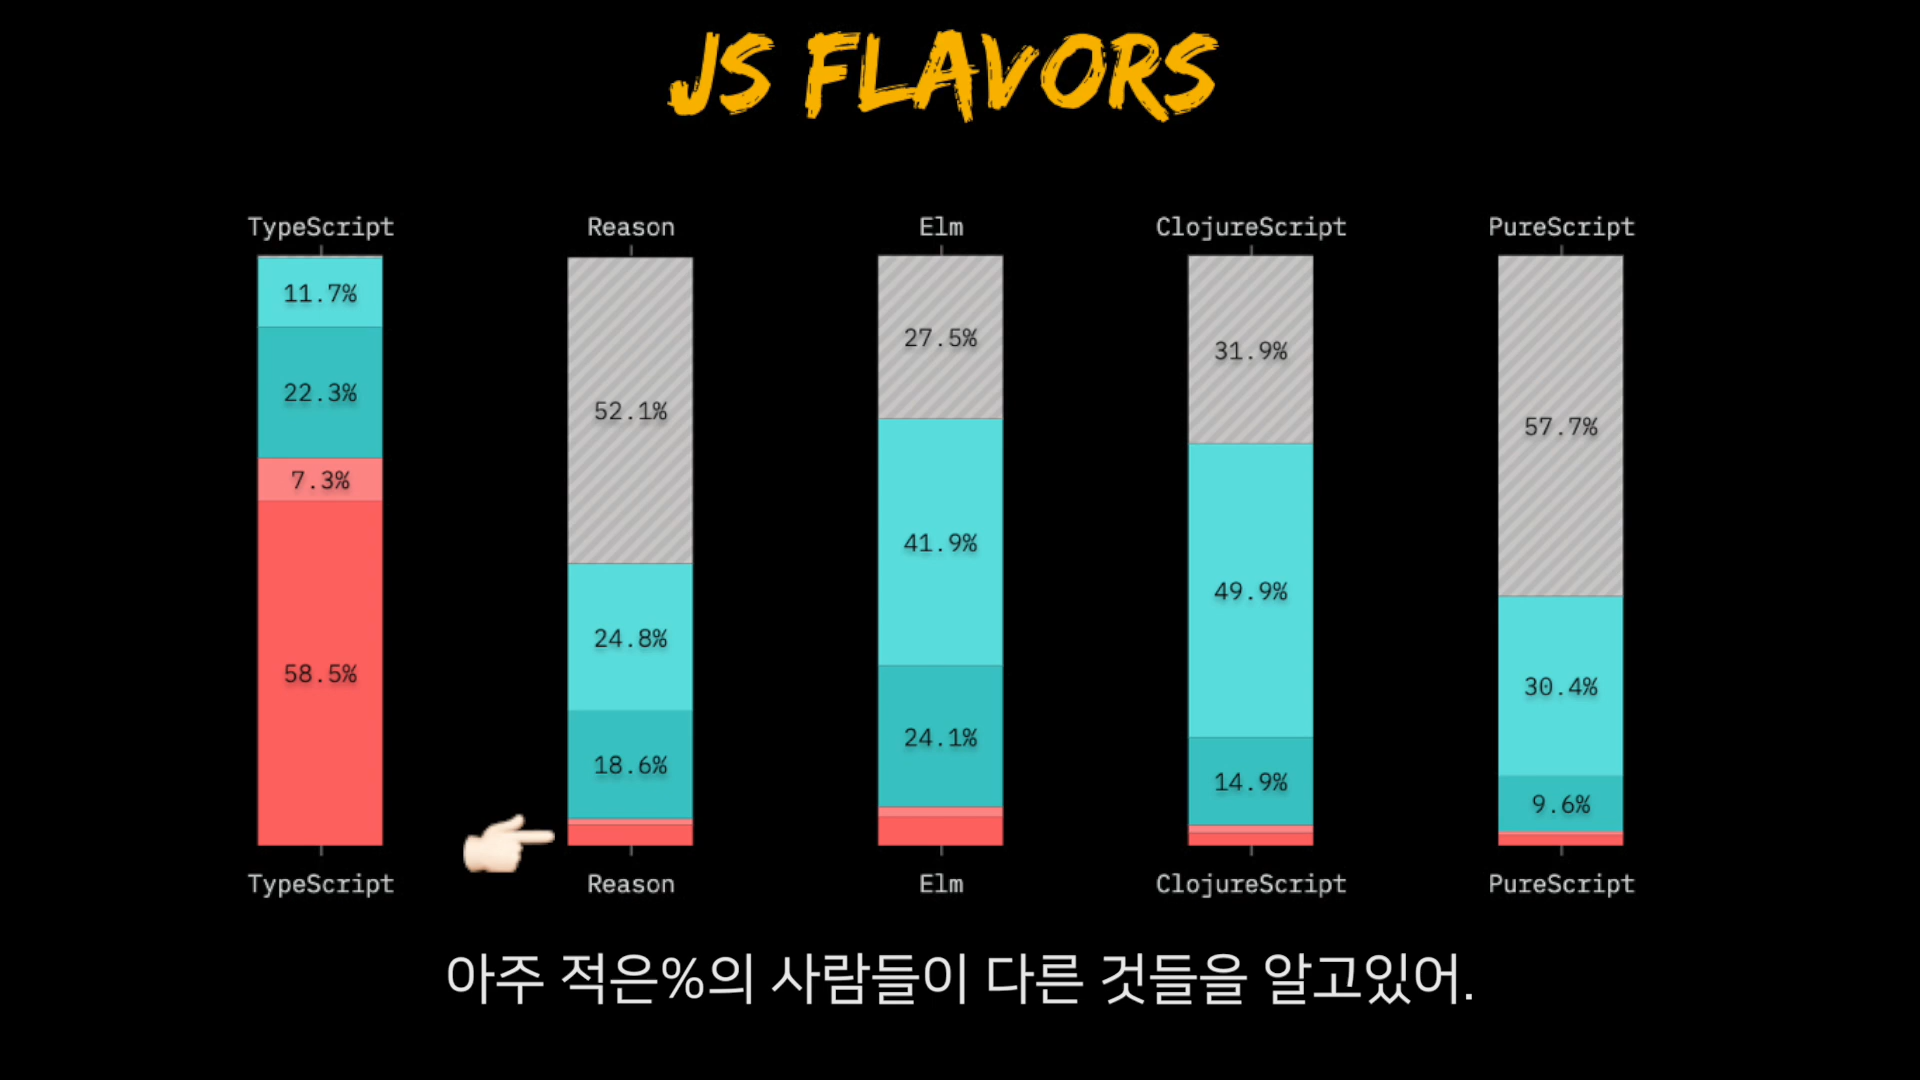 JS FLAVORS
TypeScript Reason Elm ClojureScript PureScript
11.7% 52.1% 27.5% 31.9% 57.7%
22.3% 24.8% 41.9% 49.9% 30.4%
7.3% 18.6% 24.1% 14.9% 9.6%
58.5%
TypeScript Reason Elm ClojureScript PureScript
아주 적은%의 사람들이 다른 것들을 알고있어.